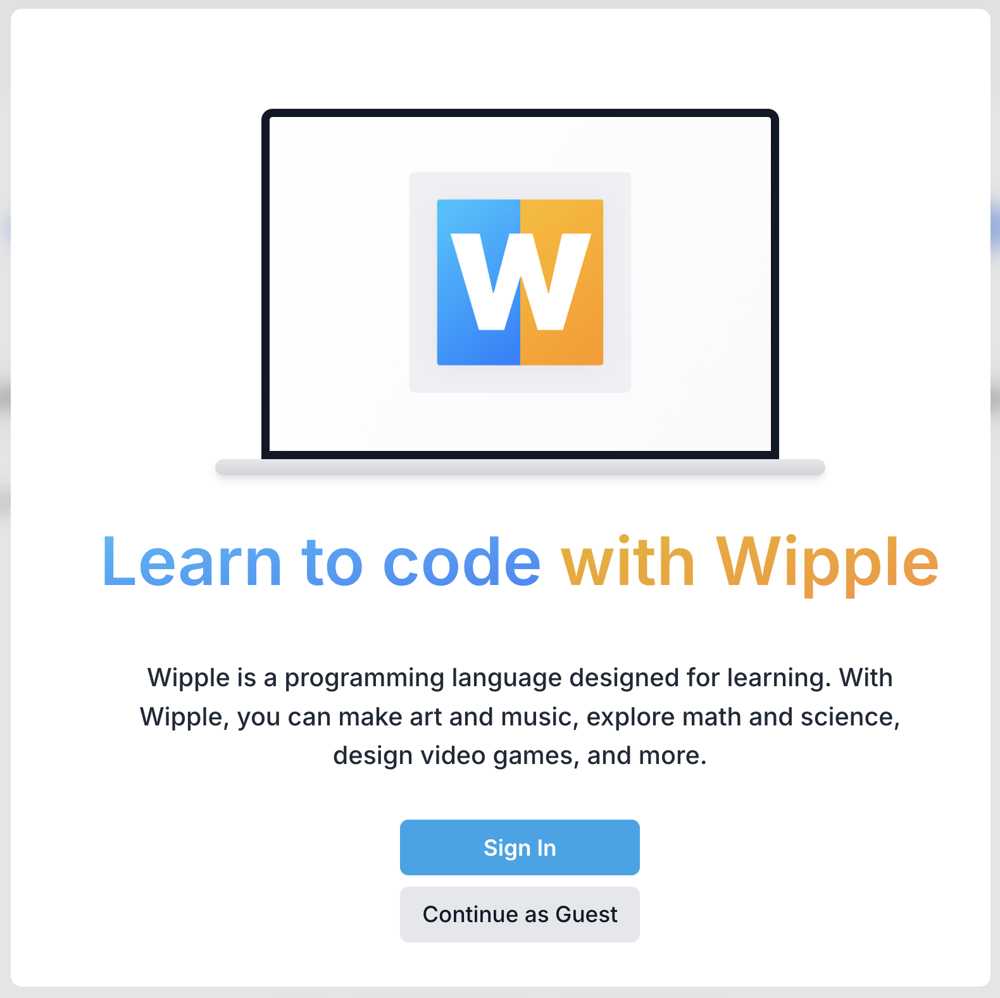 W
Learn to code with Wipple
Wipple is a programming language designed for learning. With
Wipple, you can make art and music, explore math and science,
design video games, and more.
Sign In
Continue as Guest